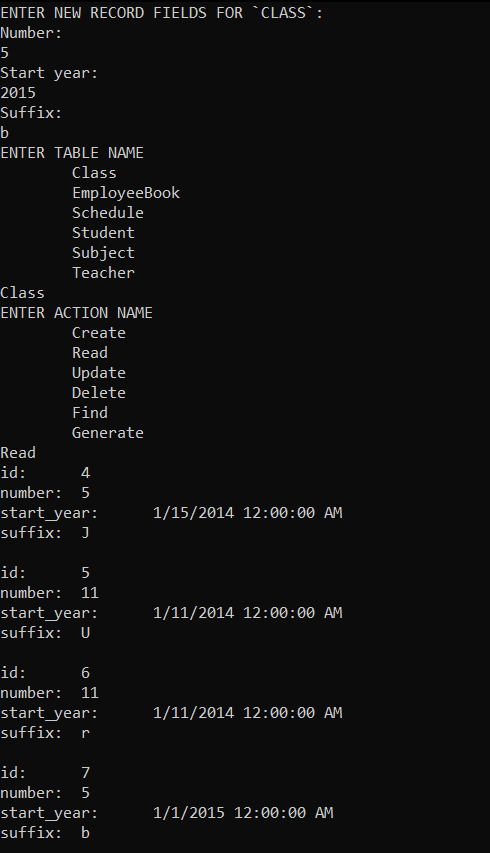 ENTER NEW RECORD FIELDS FOR `CLASS`:
Number:
5
Start year:
2015
Suffix:
b
ENTER TABLE NAME
Class
EmployeeBook
Schedule
Student
Subject
Teacher
Class
ENTER ACTION NAME
Create
Read
Update
Delete
Find
Generate
Read
id: 4
number: 5
start_year: 1/15/2014 12:00:00 AM
suffix: J
id: 5
number: 11
start_year: 1/11/2014 12:00:00 AM
suffix: U
id: 6
number: 11
start_year: 1/11/2014 12:00:00 AM
suffix: r
id: 7
number: 5
start_year: 1/1/2015 12:00:00 AM
suffix: b